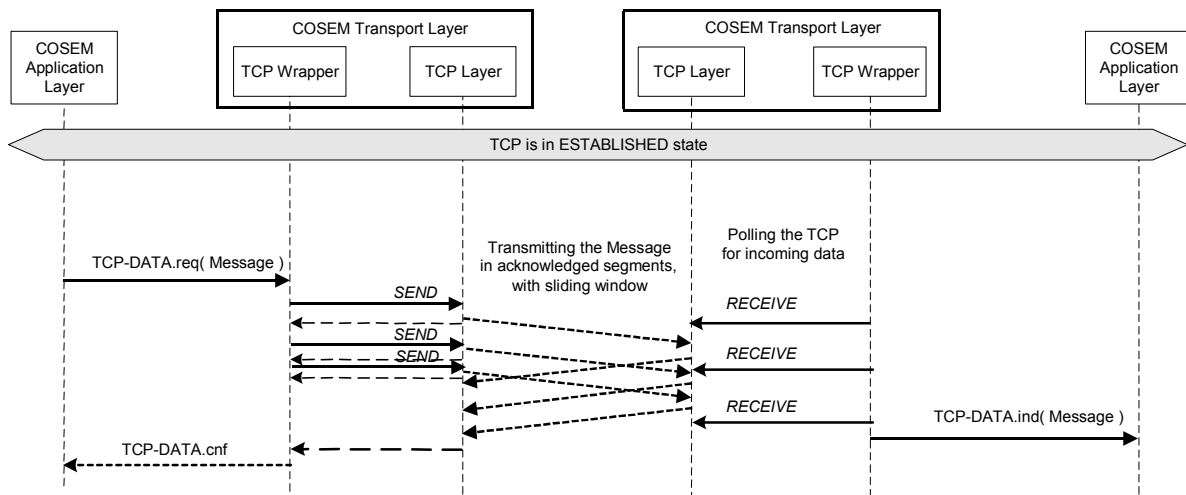 COSEM Transport Layer
COSEM Transport Layer
COSEM
Application
Layer
TCP Wrapper
TCP Layer
TCP Layer
TCP Wrapper
COSEM
Application
Layer
TCP is in ESTABLISHED state
Transmitting the Message
in acknowledged segments,
with sliding window
Polling the TCP
for incoming data
TCP-DATA.req( Message )
SEND
RECEIVE
SEND
SEND
RECEIVE
RECEIVE
TCP-DATA.ind( Message )
TCP-DATA.cnf